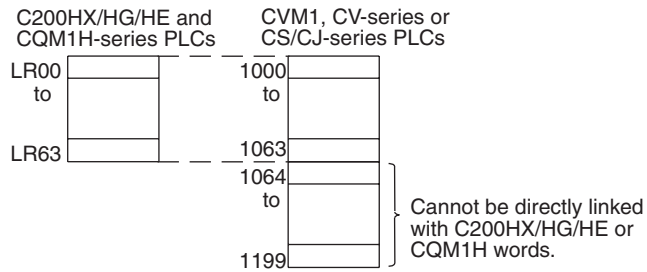 C200HX/HG/HE and
CQM1H-series PLCs
CVM1, CV-series or
CS/CJ-series PLCs
LR00
to
LR63
1000
to
1063
1064
to
1199
Cannot be directly linked
with C200HX/HG/HE or
CQM1H words.